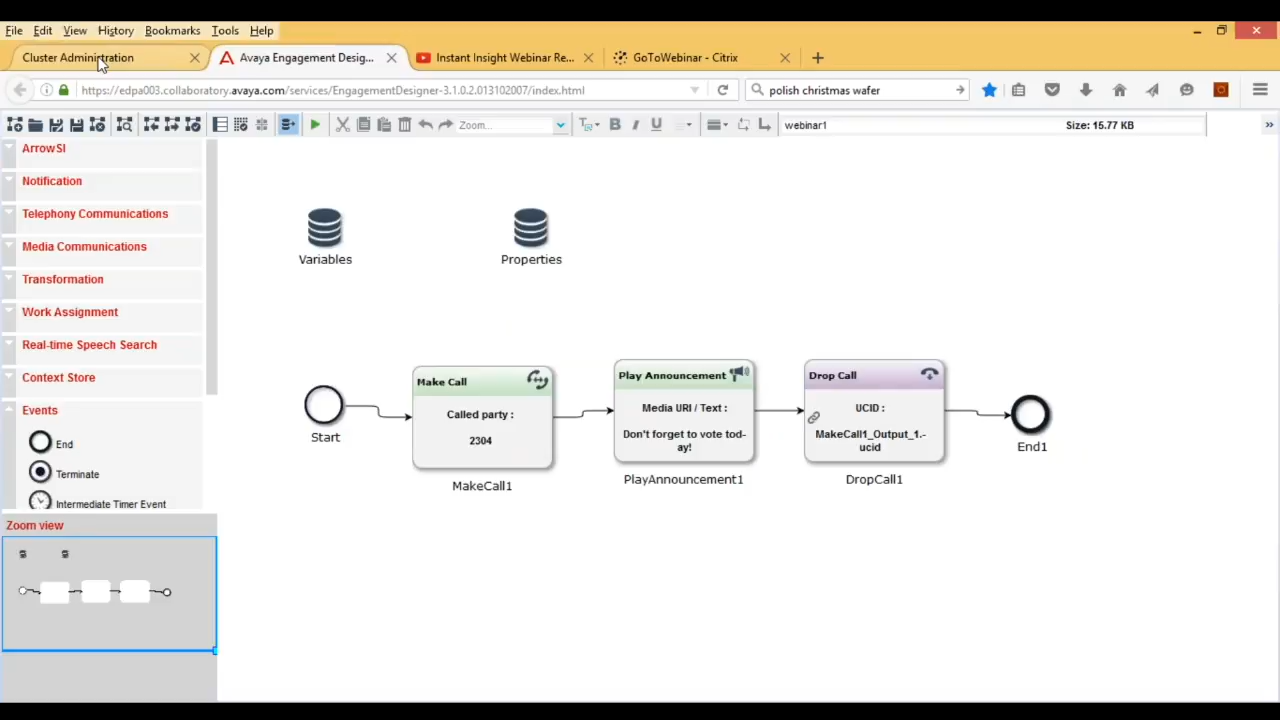 File Edit View History Bookmarks Tools Help
Cluster Administration
Avaya Engagement Desig...
Instant Insight Webinar Re...
GoToWebinar - Citrix
https://edpa003.collaboratory.avaya.com/services/EngagementDesigner-3.1.0.2.013102007/index.html
polish christmas wafer
Zoom...
B i U
webinar1
Size: 15.77 KB
ArrowSI
Notification
Telephony Communications
Media Communications
Transformation
Work Assignment
Real-time Speech Search
Context Store
Events
End
Terminate
Intermediate Timer Event
Zoom view
Variables
Properties
Start
Make Call
Called party :
2304
MakeCall1
Play Announcement
Media URI / Text :
Don't forget to vote tod-
ay!
PlayAnnouncement1
Drop Call
UCID :
MakeCall1_Output_1.-
ucid
DropCall1
End1